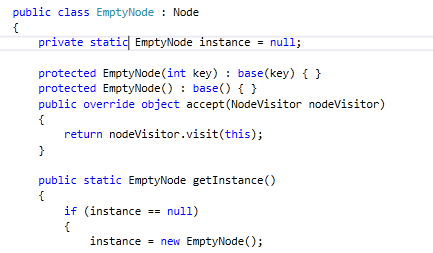 public class EmptyNode : Node
{
private static EmptyNode instance = null;
protected EmptyNode(int key) : base(key) { }
protected EmptyNode() : base() { }
public override object accept(NodeVisitor nodeVisitor)
{
return nodeVisitor.visit(this);
}
public static EmptyNode getInstance()
{
if (instance == null)
{
instance = new EmptyNode();